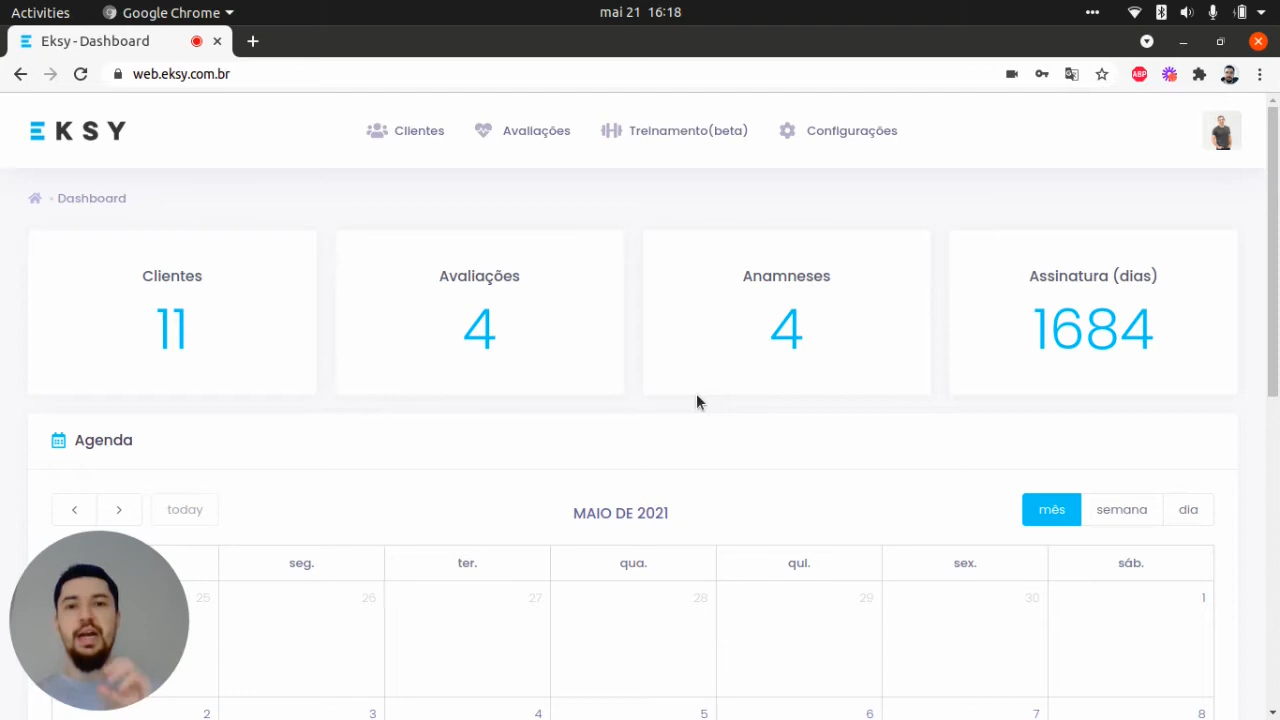 Activities Google Chrome mai 21 16:18
Eksy - Dashboard
web.eksy.com.br ABP
EKSY Clientes Avaliações Treinamento(beta) Configurações
Dashboard
Clientes Avaliações Anamneses Assinatura (dias)
11 4 4 1684
Agenda
today MAIO DE 2021 mês semana dia
seg. ter. qua. qui. sex. sáb.
25 26 27 28 29 30 1
2 3 4 5 6 7 8